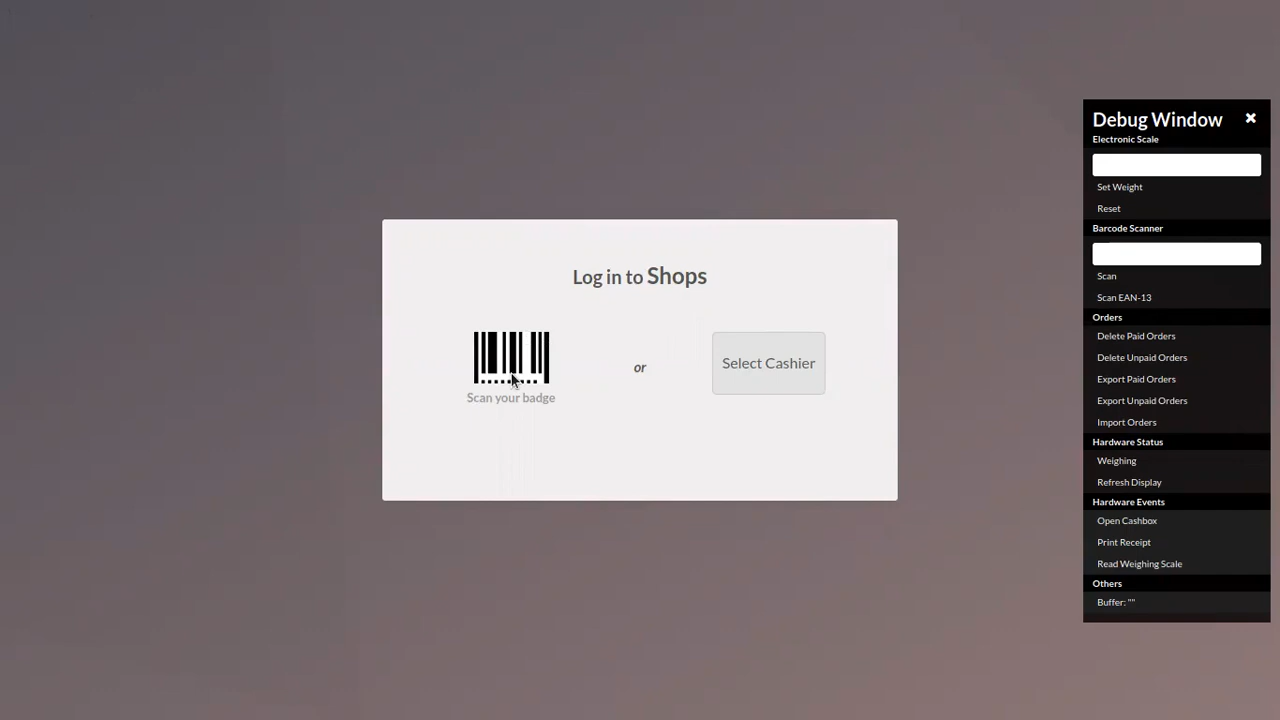 Log in to Shops
Scan your badge
or
Select Cashier
Debug Window
Electronic Scale
Set Weight
Reset
Barcode Scanner
Scan
Scan EAN-13
Orders
Delete Paid Orders
Delete Unpaid Orders
Export Paid Orders
Export Unpaid Orders
Import Orders
Hardware Status
Weighing
Refresh Display
Hardware Events
Open Cashbox
Print Receipt
Read Weighing Scale
Others
Buffer: ""